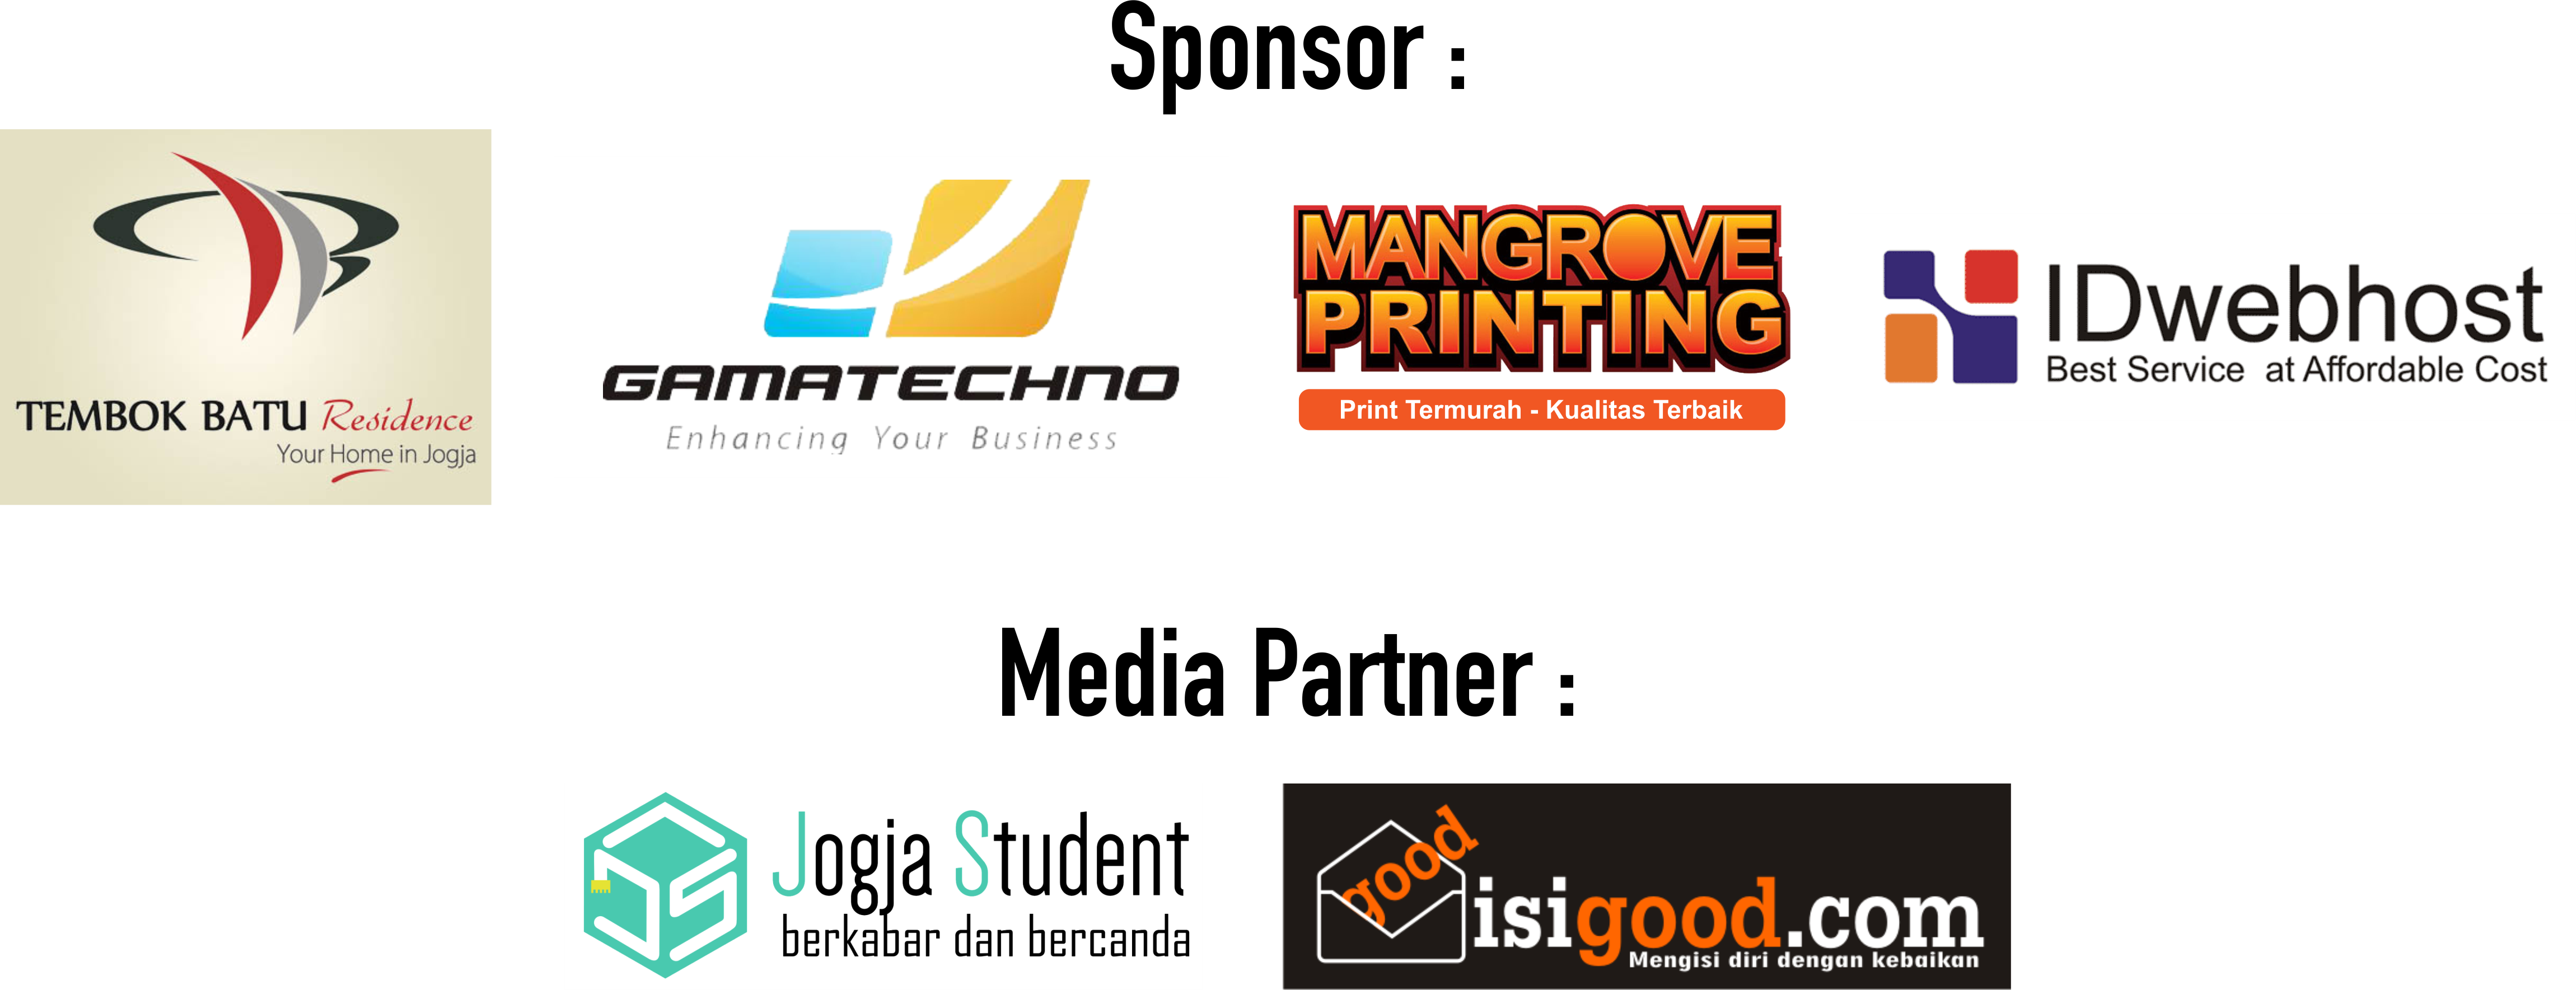 Sponsor :
TEMBOK BATU Residence
Your Home in Jogja
GAMATECHNO
Enhancing Your Business
MANGROVE
PRINTING
Print Termurah - Kualitas Terbaik
IDwebhost
Best Service at Affordable Cost
Media Partner :
JS
Jogja Student
berkabar dan bercanda
good
isigood.com
Mengisi diri dengan kebaikan